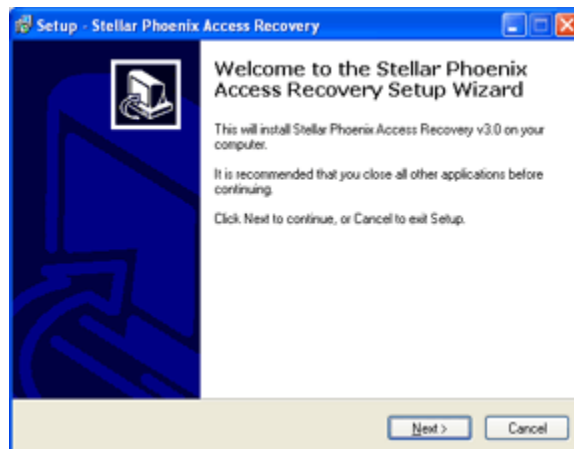 Setup - Stellar Phoenix Access Recovery
Welcome to the Stellar Phoenix
Access Recovery Setup Wizard
This will install Stellar Phoenix Access Recovery v3.0 on your
computer.
It is recommended that you close all other applications before
continuing.
Click Next to continue, or Cancel to exit Setup.
Next >
Cancel